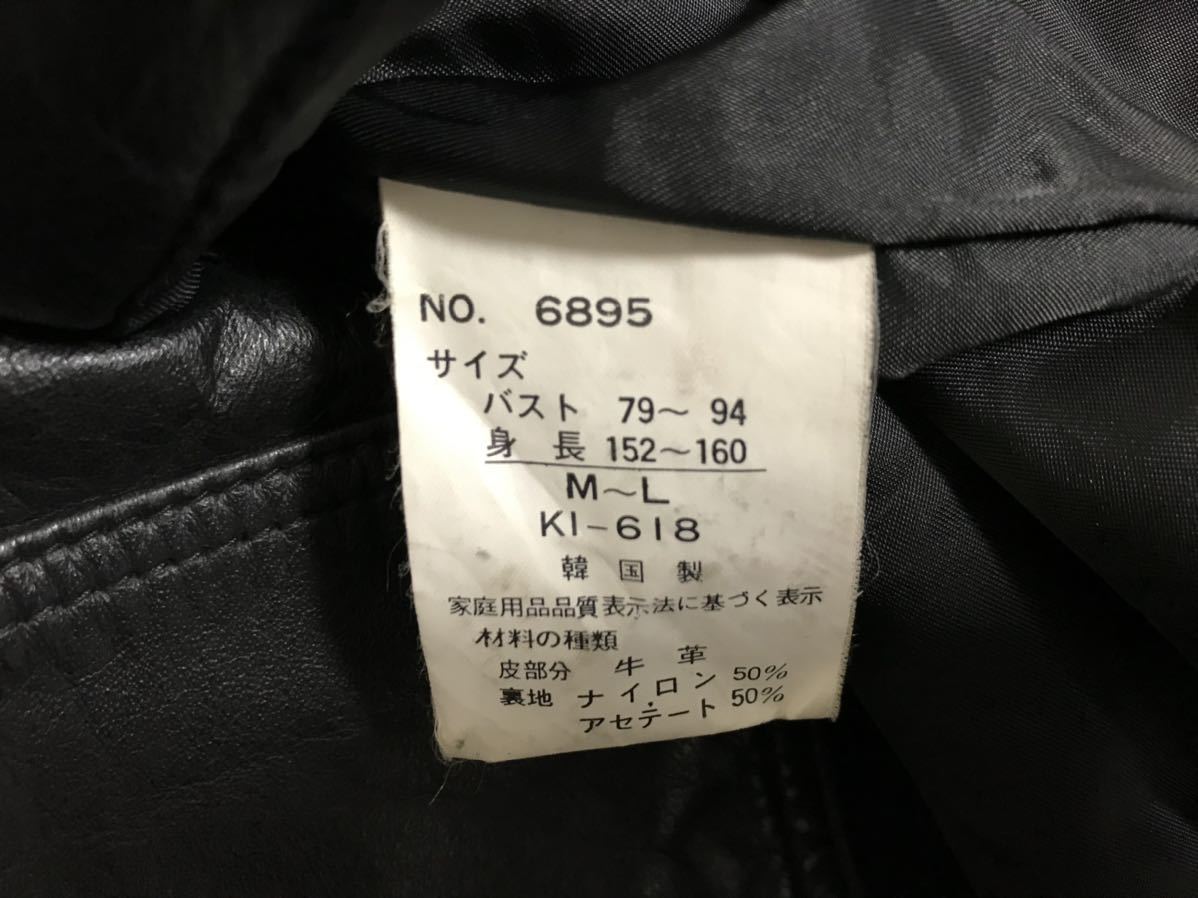 NO. 6895
サイズ
バスト 79〜94
身長 152〜160
M〜L
KI-618
韓国製
家庭用品品質表示法に基づく表示
材料の種類
皮部分 牛革
裏地 ナイロン 50%
アセテート 50%